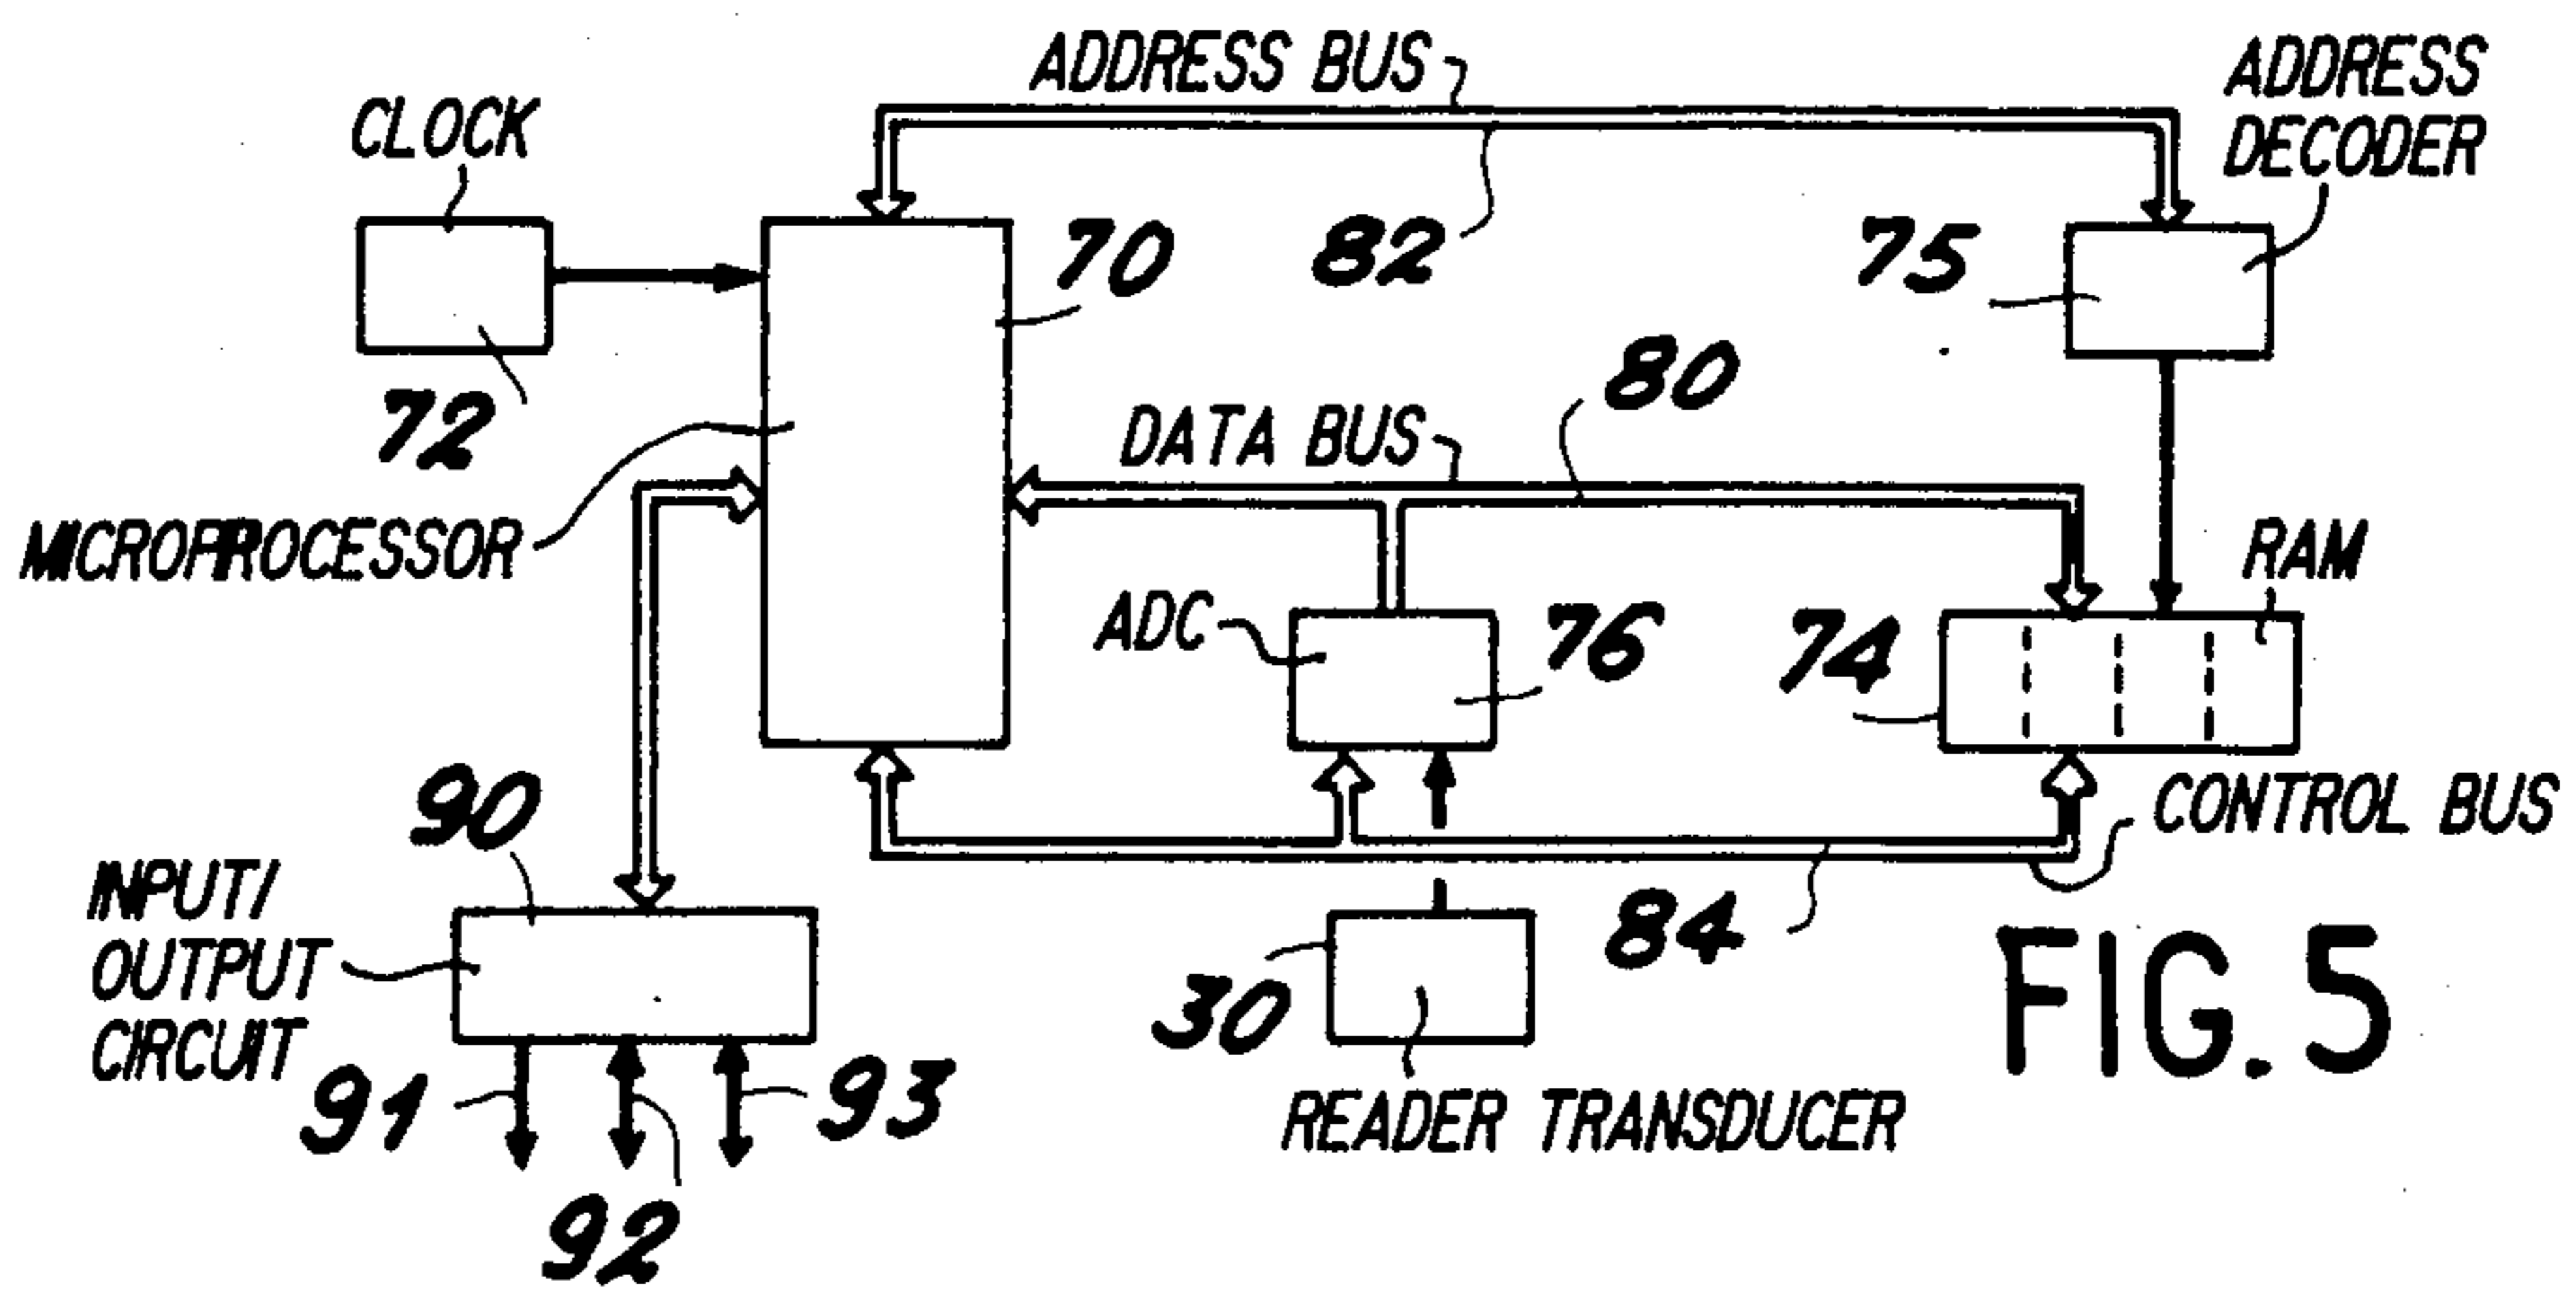 ADDRESS BUS
ADDRESS
DECODER
CLOCK
70
82
75
72
80
DATA BUS
MICROPROCESSOR
RAM
ADC
76
74
90
CONTROL BUS
INPUT/
OUTPUT
CIRCUIT
84
30
FIG. 5
91
93
READER TRANSDUCER
92